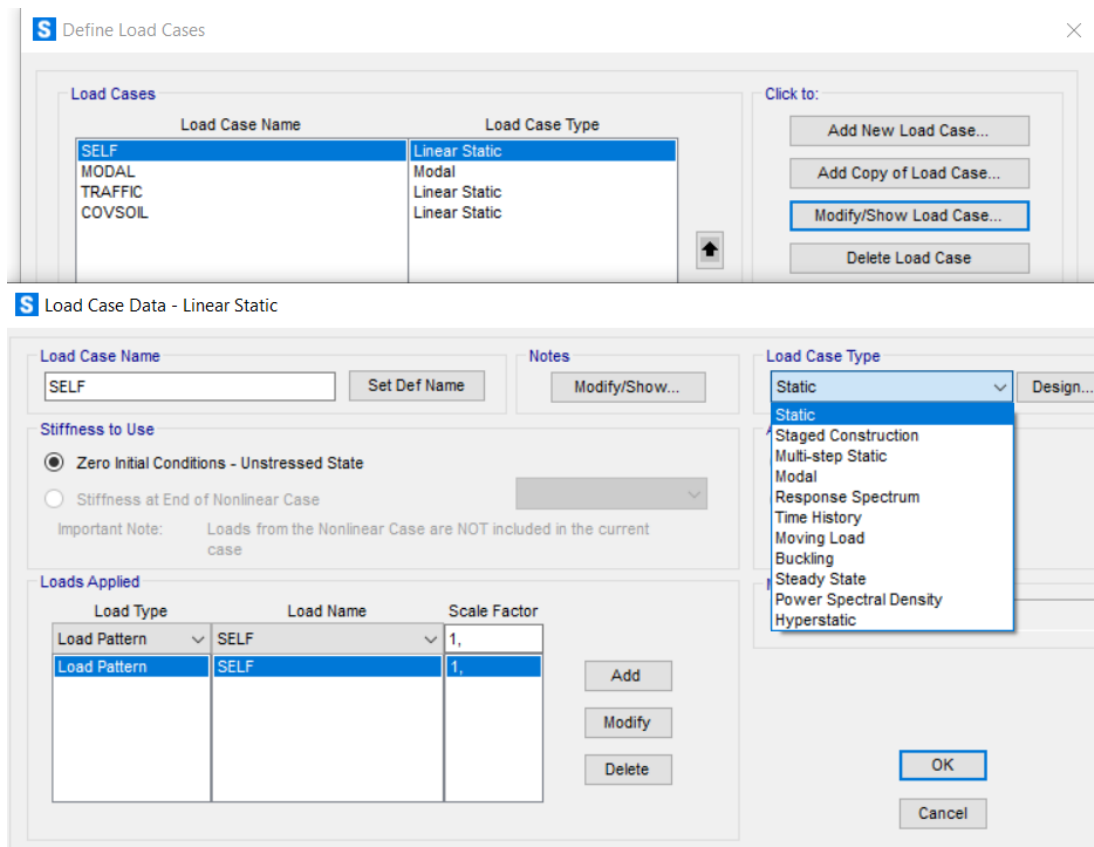 S Define Load Cases
Load Cases
Click to:
Load Case Name Load Case Type
SELF Linear Static
MODAL Modal
TRAFFIC Linear Static
COVSOIL Linear Static
Add New Load Case...
Add Copy of Load Case...
Modify/Show Load Case...
Delete Load Case
S Load Case Data - Linear Static
Load Case Name
SELF
Set Def Name
Notes
Modify/Show...
Load Case Type
Static
Design...
Static
Staged Construction
Multi-step Static
Modal
Response Spectrum
Time History
Moving Load
Buckling
Steady State
Power Spectral Density
Hyperstatic
Stiffness to Use
Zero Initial Conditions - Unstressed State
Stiffness at End of Nonlinear Case
Important Note: Loads from the Nonlinear Case are NOT included in the current
case
Loads Applied
Load Type Load Name Scale Factor
Load Pattern SELF 1,
Load Pattern SELF 1,
Add
Modify
Delete
OK
Cancel